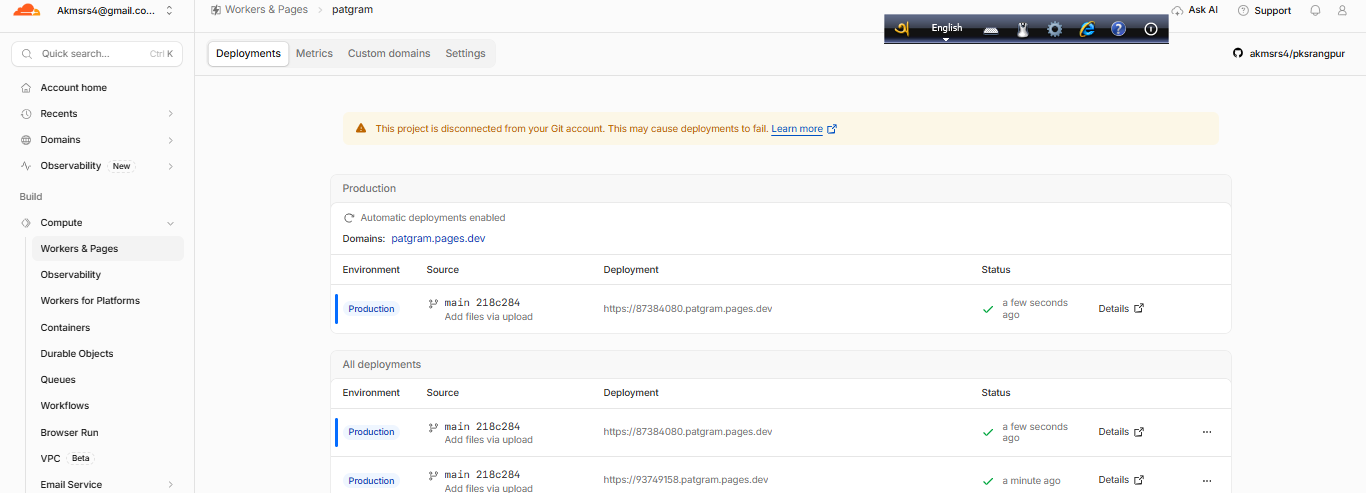 Akmsrs4@gmail.co...
Workers & Pages > patgram
Ask AI
Support
অ English
Quick search... Ctrl K
Deployments Metrics Custom domains Settings
akmsrs4/pksrangpur
Account home
Recents
Domains
Observability New
Build
Compute
Workers & Pages
Observability
Workers for Platforms
Containers
Durable Objects
Queues
Workflows
Browser Run
VPC Beta
Email Service
This project is disconnected from your Git account. This may cause deployments to fail. Learn more
Production
Automatic deployments enabled
Domains: patgram.pages.dev
Environment Source Deployment Status
Production main 218c284 https://87384080.patgram.pages.dev a few seconds ago Details
Add files via upload
All deployments
Environment Source Deployment Status
Production main 218c284 https://87384080.patgram.pages.dev a few seconds ago Details ...
Add files via upload
Production main 218c284 https://93749158.patgram.pages.dev a minute ago Details ...
Add files via upload